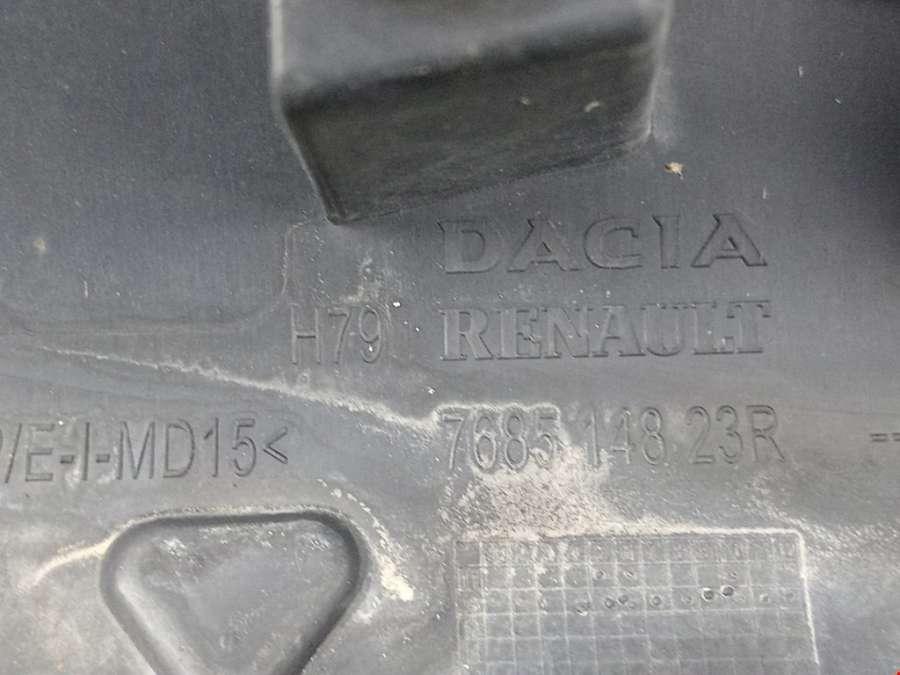 DACIA
H79 RENAULT
/E-I-MD15< 7685 148 23R